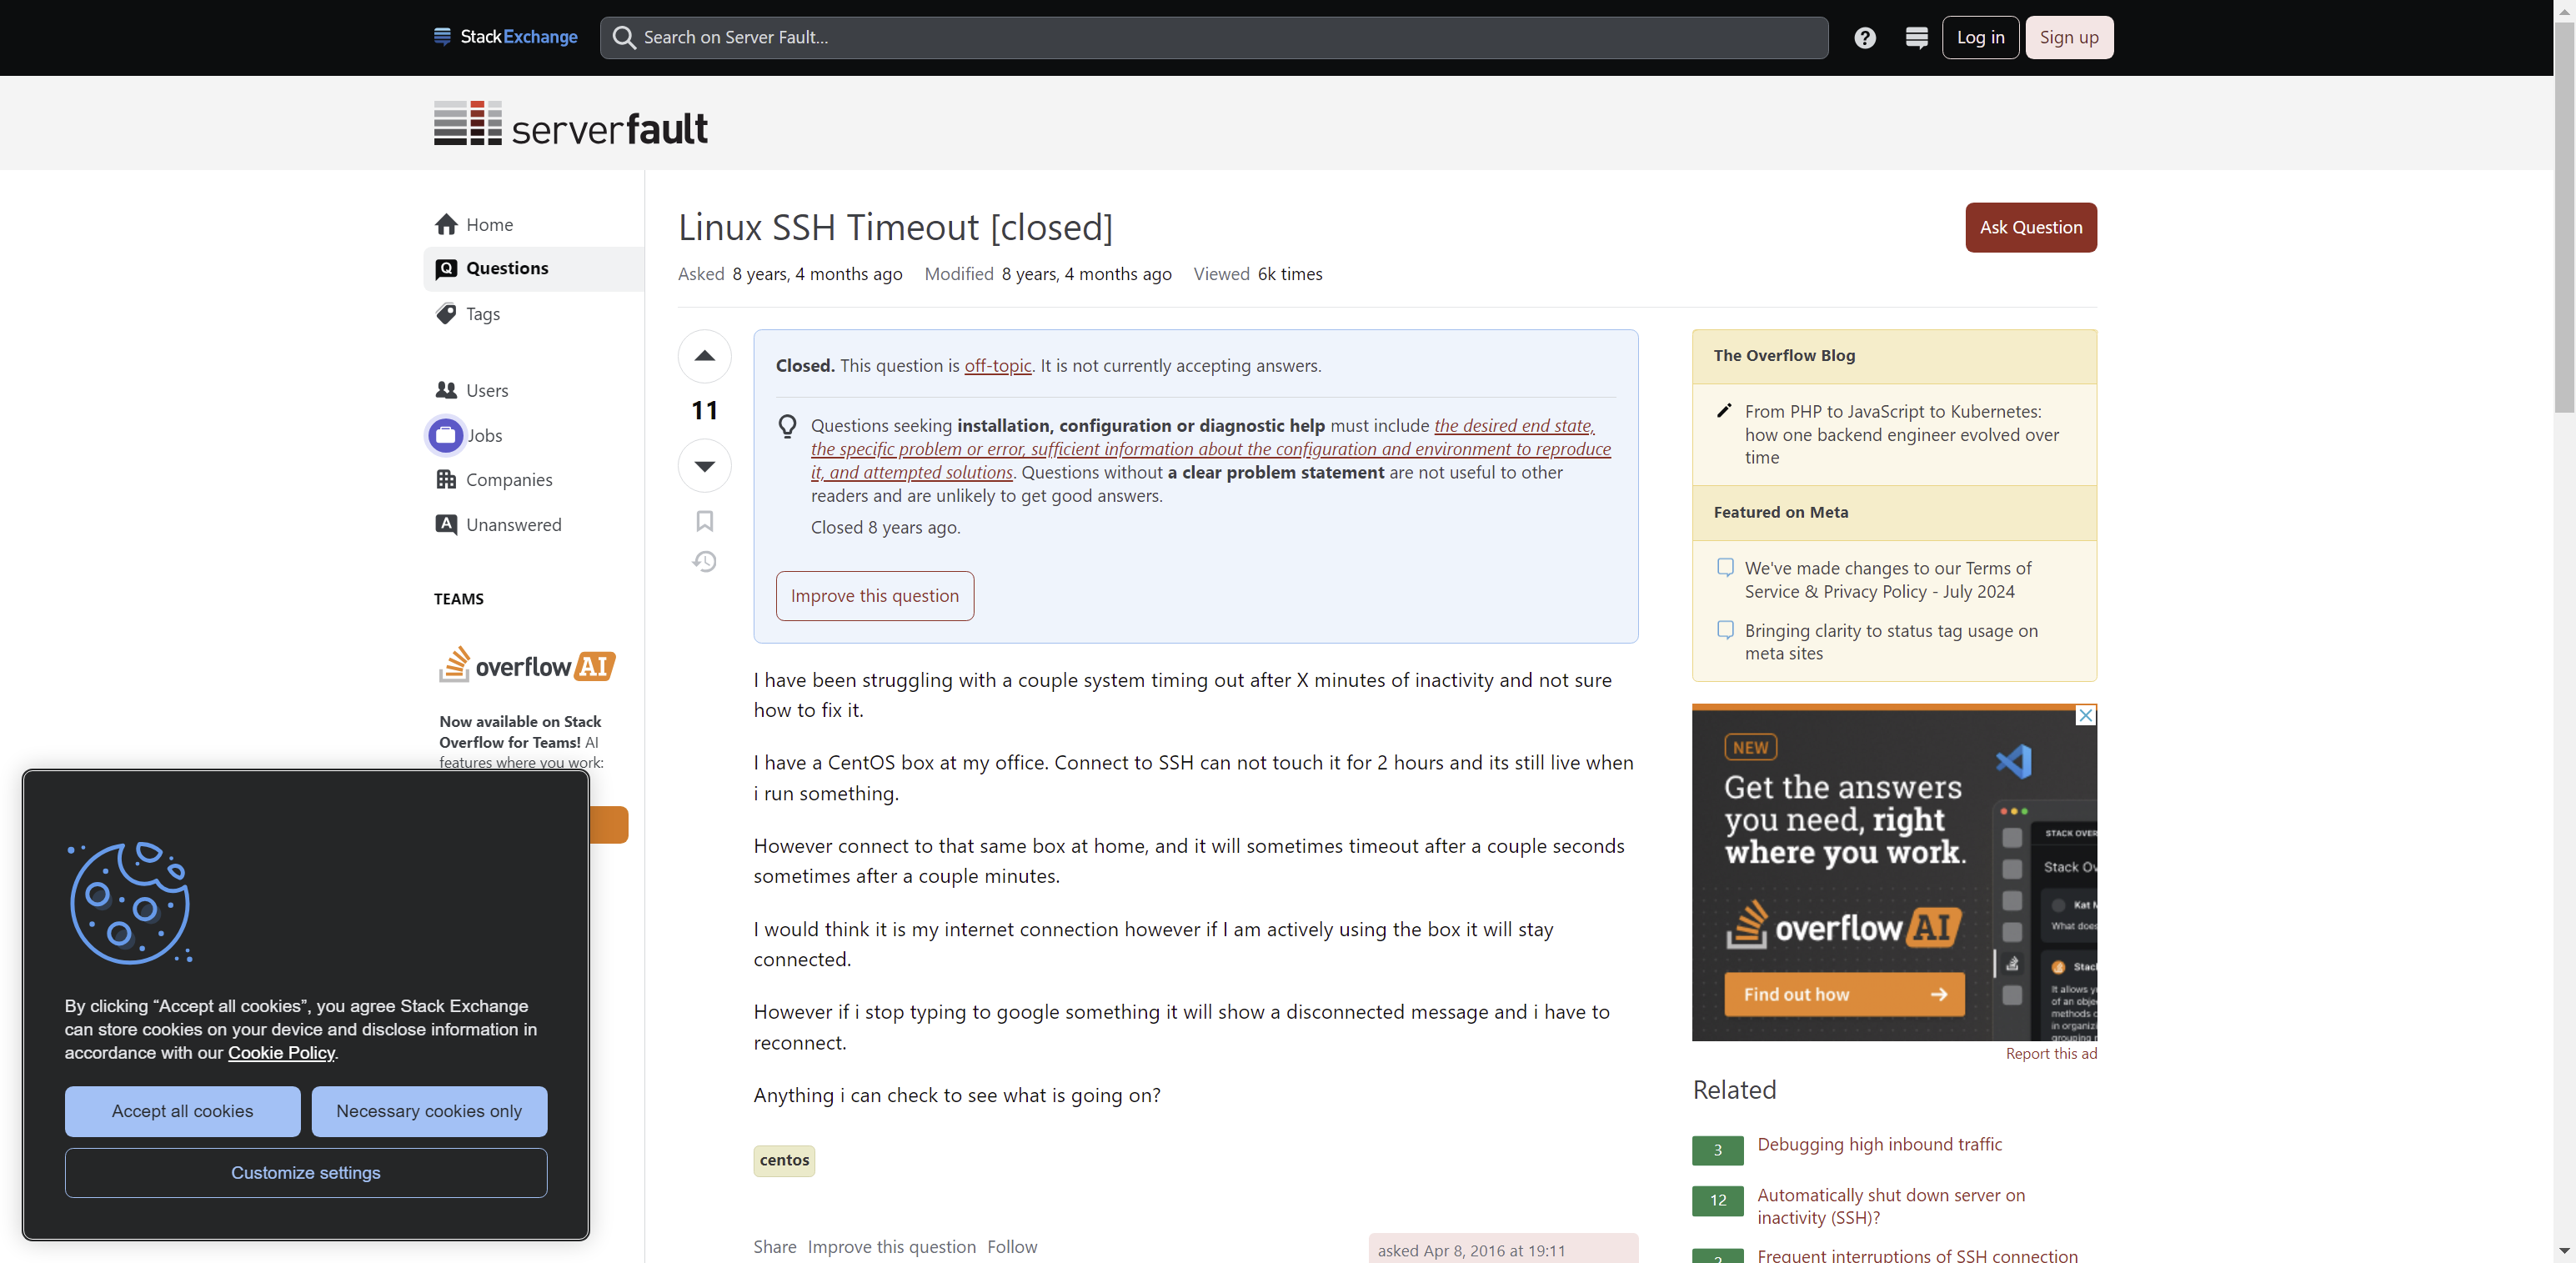 StackExchange
Search on Server Fault...
Log in
Sign up
serverfault
Home
Questions
Tags
Users
Jobs
Companies
Unanswered
TEAMS
overflowAI
Now available on Stack
Overflow for Teams! AI
features where you work:
Linux SSH Timeout [closed]
Ask Question
Asked 8 years, 4 months ago Modified 8 years, 4 months ago Viewed 6k times
11
Closed. This question is off-topic. It is not currently accepting answers.
Questions seeking installation, configuration or diagnostic help must include the desired end state,
the specific problem or error, sufficient information about the configuration and environment to reproduce
it, and attempted solutions. Questions without a clear problem statement are not useful to other
readers and are unlikely to get good answers.
Closed 8 years ago.
Improve this question
I have been struggling with a couple system timing out after X minutes of inactivity and not sure
how to fix it.
I have a CentOS box at my office. Connect to SSH can not touch it for 2 hours and its still live when
i run something.
However connect to that same box at home, and it will sometimes timeout after a couple seconds
sometimes after a couple minutes.
I would think it is my internet connection however if I am actively using the box it will stay
connected.
However if i stop typing to google something it will show a disconnected message and i have to
reconnect.
Anything i can check to see what is going on?
centos
Share Improve this question Follow
asked Apr 8, 2016 at 19:11
The Overflow Blog
From PHP to JavaScript to Kubernetes:
how one backend engineer evolved over
time
Featured on Meta
We've made changes to our Terms of
Service & Privacy Policy - July 2024
Bringing clarity to status tag usage on
meta sites
NEW
Get the answers
you need, right
where you work.
overflowAI
Find out how
STACK OVER
Stack Ov
Kat
What does
Stack
It allows y
of an obje
methods
in organizi
grouping
Report this ad
Related
3
Debugging high inbound traffic
12
Automatically shut down server on
inactivity (SSH)?
2
Frequent interruptions of SSH connection
By clicking “Accept all cookies”, you agree Stack Exchange
can store cookies on your device and disclose information in
accordance with our Cookie Policy.
Accept all cookies
Necessary cookies only
Customize settings